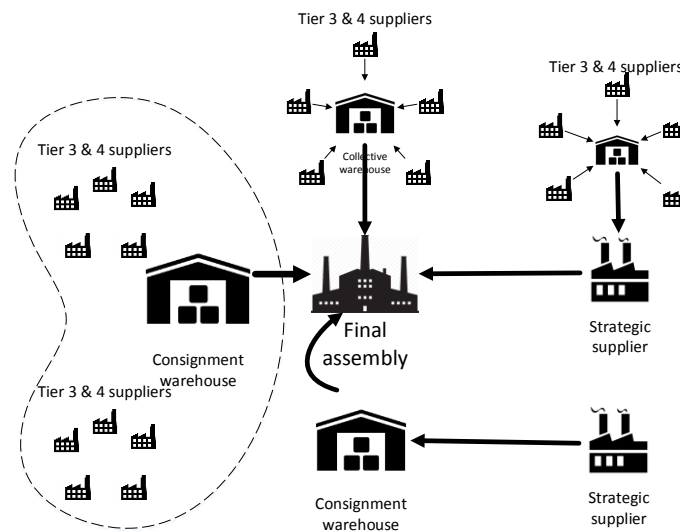 Tier 3 & 4 suppliers
Tier 3 & 4 suppliers
Tier 3 & 4 suppliers
Collective
warehouse
Final
assembly
Strategic
supplier
Consignment
warehouse
Tier 3 & 4 suppliers
Consignment
warehouse
Strategic
supplier